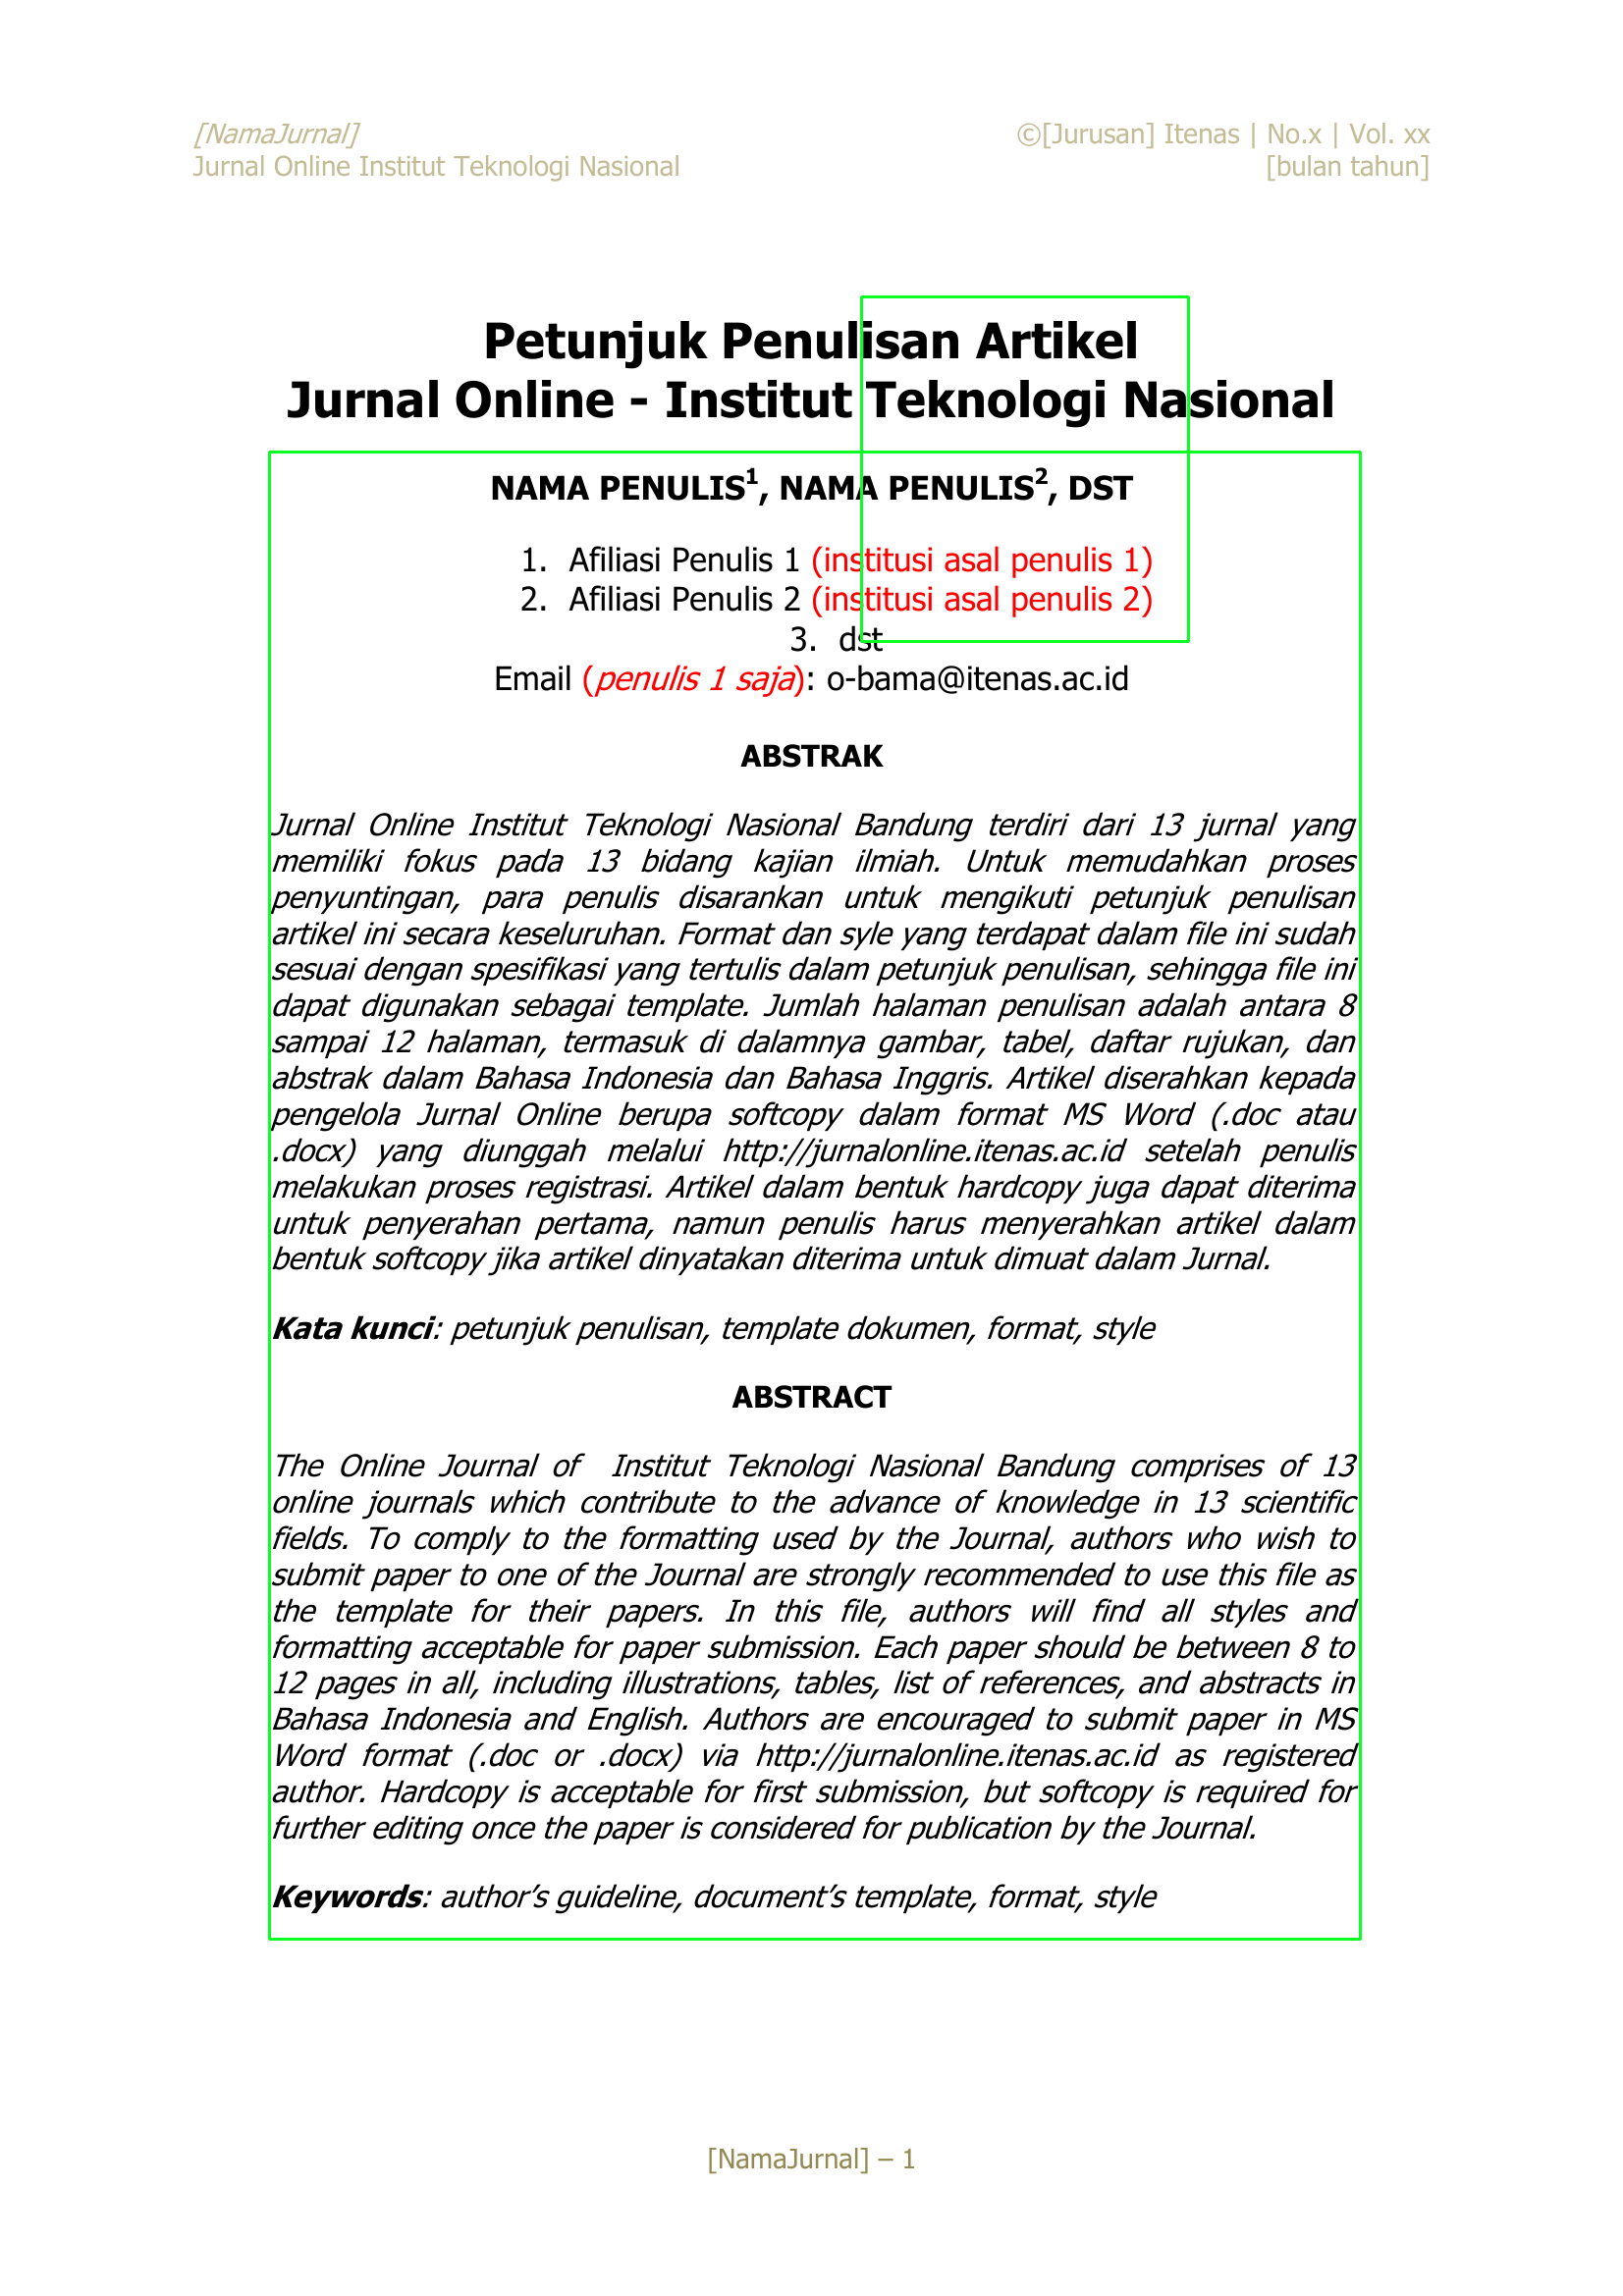 [NamaJurnal]
©[Jurusan] Itenas | No.x | Vol. xx
Jurnal Online Institut Teknologi Nasional
[bulan tahun]
Petunjuk Penulisan Artikel
Jurnal Online - Institut Teknologi Nasional
NAMA PENULIS¹, NAMA PENULIS², DST
1. Afiliasi Penulis 1 (institusi asal penulis 1)
2. Afiliasi Penulis 2 (institusi asal penulis 2)
3. dst
Email (penulis 1 saja): o-bama@itenas.ac.id
ABSTRAK
Jurnal Online Institut Teknologi Nasional Bandung terdiri dari 13 jurnal yang
memiliki fokus pada 13 bidang kajian ilmiah. Untuk memudahkan proses
penyuntingan, para penulis disarankan untuk mengikuti petunjuk penulisan
artikel ini secara keseluruhan. Format dan syle yang terdapat dalam file ini sudah
sesuai dengan spesifikasi yang tertulis dalam petunjuk penulisan, sehingga file ini
dapat digunakan sebagai template. Jumlah halaman penulisan adalah antara 8
sampai 12 halaman, termasuk di dalamnya gambar, tabel, daftar rujukan, dan
abstrak dalam Bahasa Indonesia dan Bahasa Inggris. Artikel diserahkan kepada
pengelola Jurnal Online berupa softcopy dalam format MS Word (.doc atau
.docx) yang diunggah melalui http://jurnalonline.itenas.ac.id setelah penulis
melakukan proses registrasi. Artikel dalam bentuk hardcopy juga dapat diterima
untuk penyerahan pertama, namun penulis harus menyerahkan artikel dalam
bentuk softcopy jika artikel dinyatakan diterima untuk dimuat dalam Jurnal.
Kata kunci: petunjuk penulisan, template dokumen, format, style
ABSTRACT
The Online Journal of Institut Teknologi Nasional Bandung comprises of 13
online journals which contribute to the advance of knowledge in 13 scientific
fields. To comply to the formatting used by the Journal, authors who wish to
submit paper to one of the Journal are strongly recommended to use this file as
the template for their papers. In this file, authors will find all styles and
formatting acceptable for paper submission. Each paper should be between 8 to
12 pages in all, including illustrations, tables, list of references, and abstracts in
Bahasa Indonesia and English. Authors are encouraged to submit paper in MS
Word format (.doc or .docx) via http://jurnalonline.itenas.ac.id as registered
author. Hardcopy is acceptable for first submission, but softcopy is required for
further editing once the paper is considered for publication by the Journal.
Keywords: author’s guideline, document’s template, format, style
[NamaJurnal] – 1